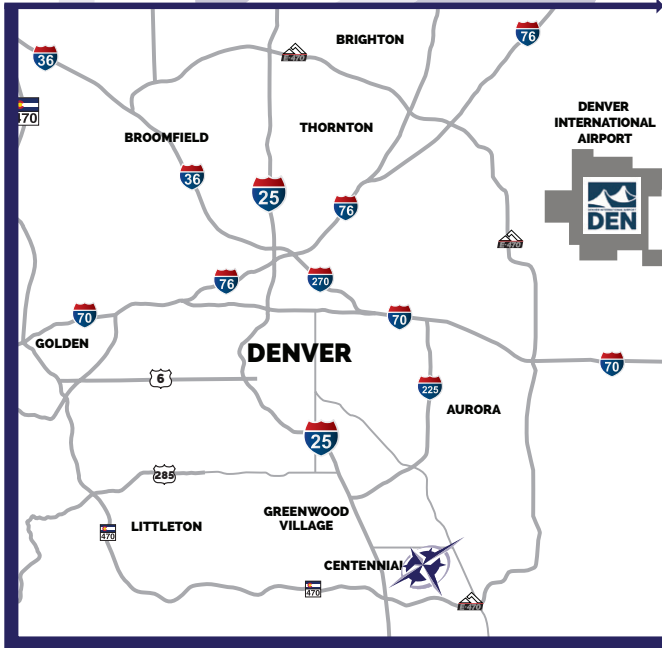 BRIGHTON
76
36
E-470
470
DENVER
INTERNATIONAL
AIRPORT
THORNTON
BROOMFIELD
36
25
76
DEN
E-470
76
270
70
70
GOLDEN
DENVER
70
6
225
AURORA
25
285
GREENWOOD
VILLAGE
LITTLETON
470
CENTENNIAL
470
E-470